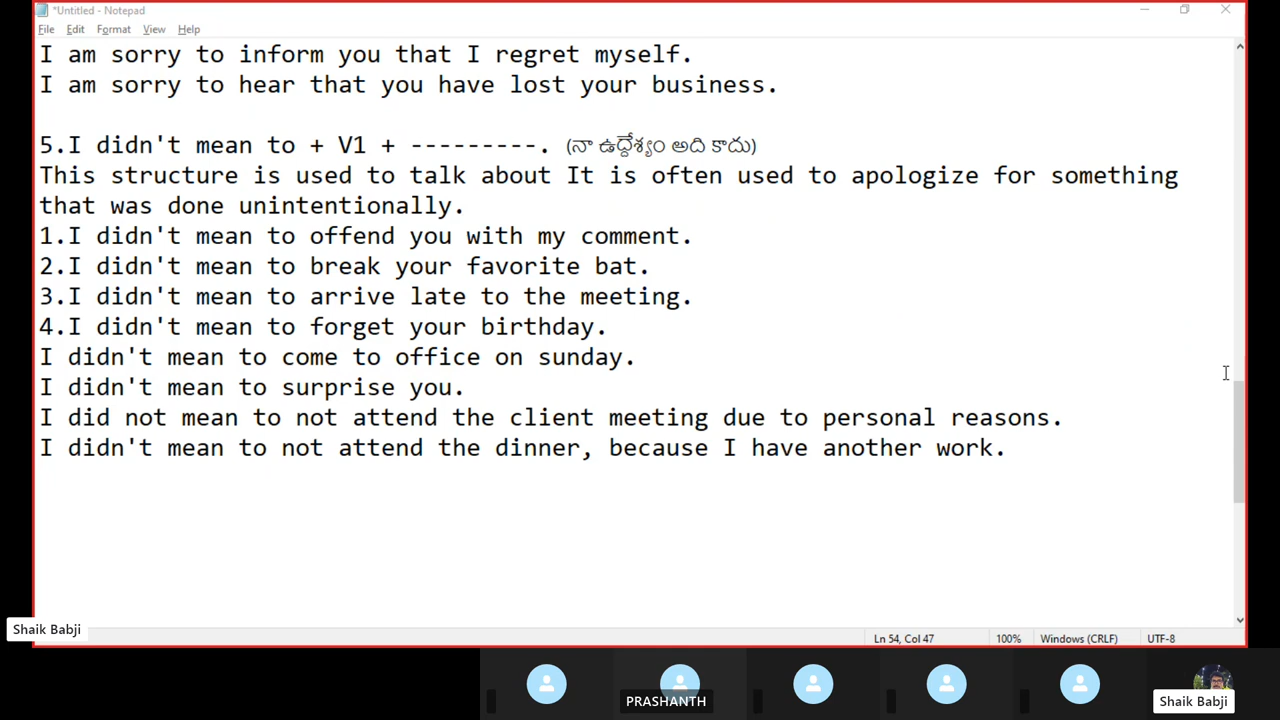 *Untitled - Notepad
File Edit Format View Help
I am sorry to inform you that I regret myself.
I am sorry to hear that you have lost your business.
5.I didn't mean to + V1 + ---------. (నా ఉద్దేశ్యం అది కాదు)
This structure is used to talk about It is often used to apologize for something
that was done unintentionally.
1.I didn't mean to offend you with my comment.
2.I didn't mean to break your favorite bat.
3.I didn't mean to arrive late to the meeting.
4.I didn't mean to forget your birthday.
I didn't mean to come to office on sunday.
I didn't mean to surprise you.
I did not mean to not attend the client meeting due to personal reasons.
I didn't mean to not attend the dinner, because I have another work.
Shaik Babji
Ln 54, Col 47 100% Windows (CRLF) UTF-8
PRASHANTH
Shaik Babji